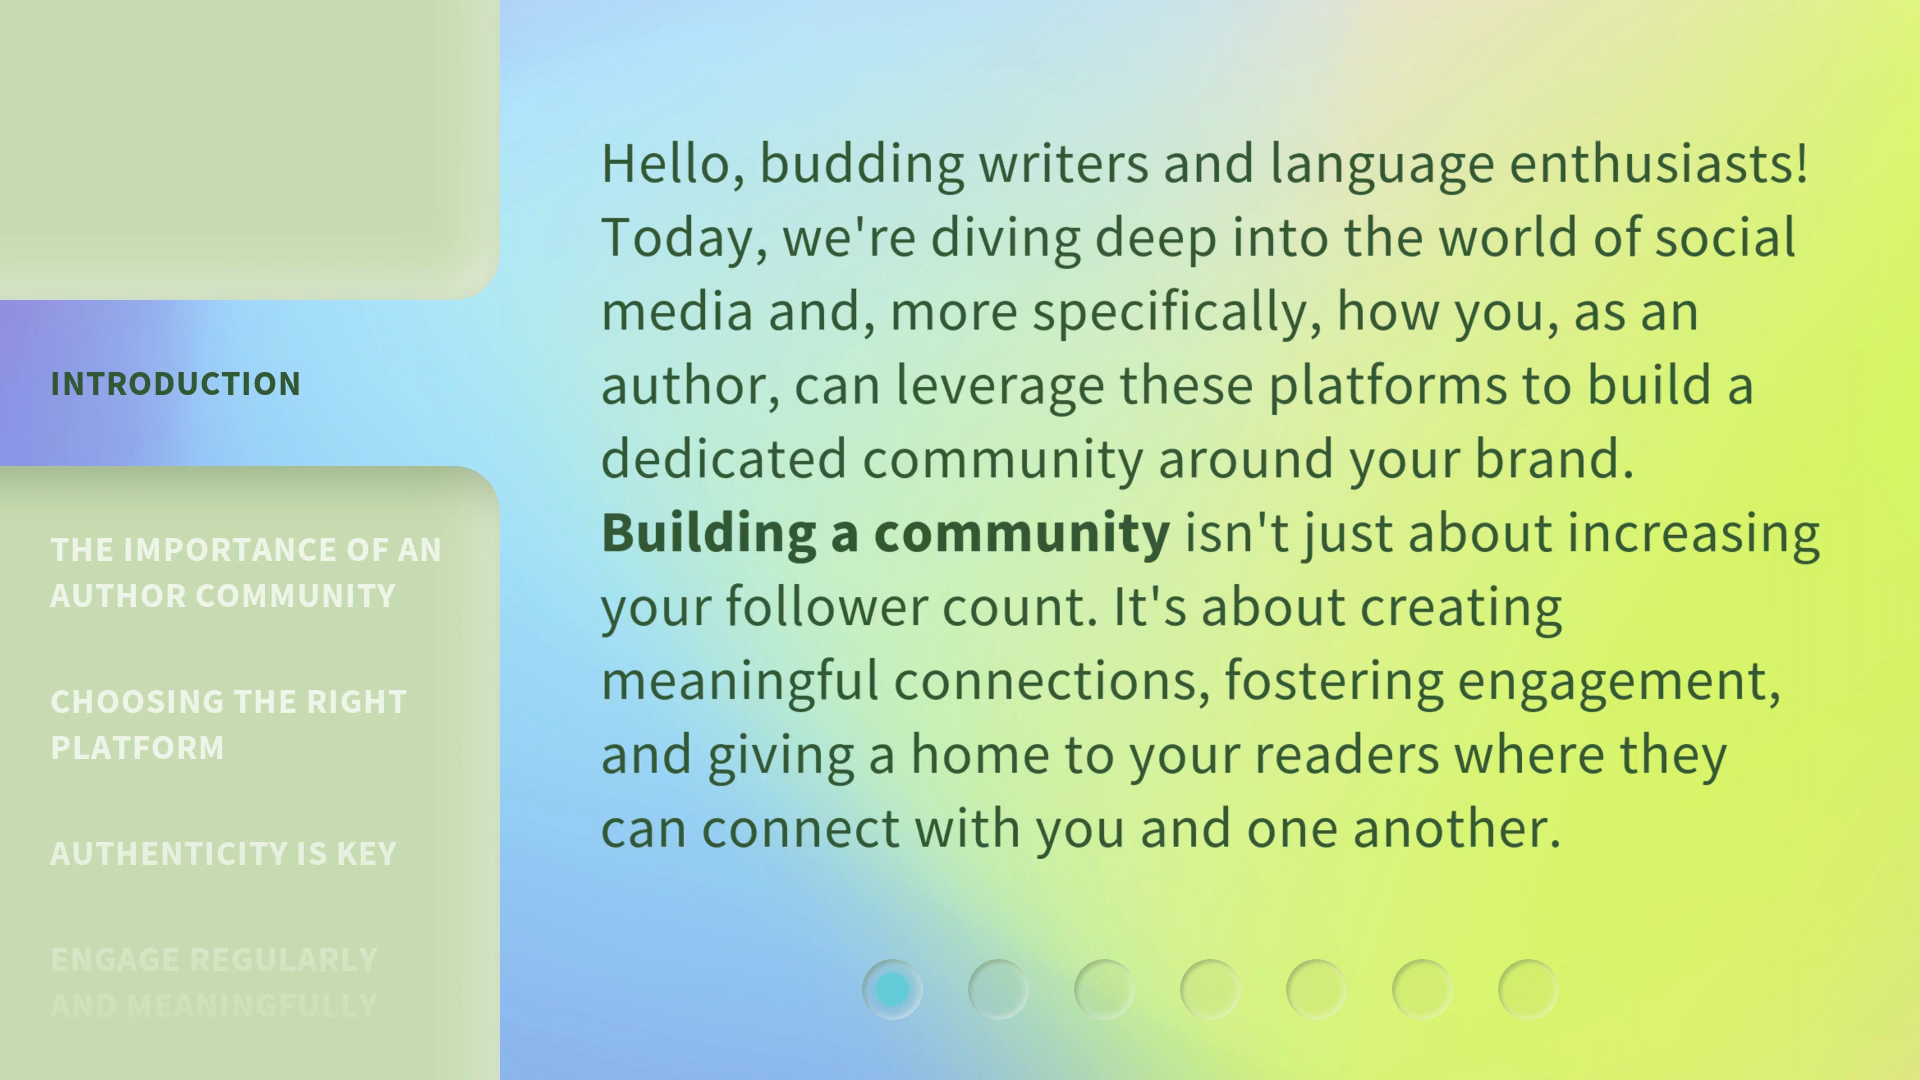 INTRODUCTION
THE IMPORTANCE OF AN
AUTHOR COMMUNITY
CHOOSING THE RIGHT
PLATFORM
AUTHENTICITY IS KEY
ENGAGE REGULARLY
AND MEANINGFULLY
Hello, budding writers and language enthusiasts!
Today, we're diving deep into the world of social
media and, more specifically, how you, as an
author, can leverage these platforms to build a
dedicated community around your brand.
Building a community isn't just about increasing
your follower count. It's about creating
meaningful connections, fostering engagement,
and giving a home to your readers where they
can connect with you and one another.